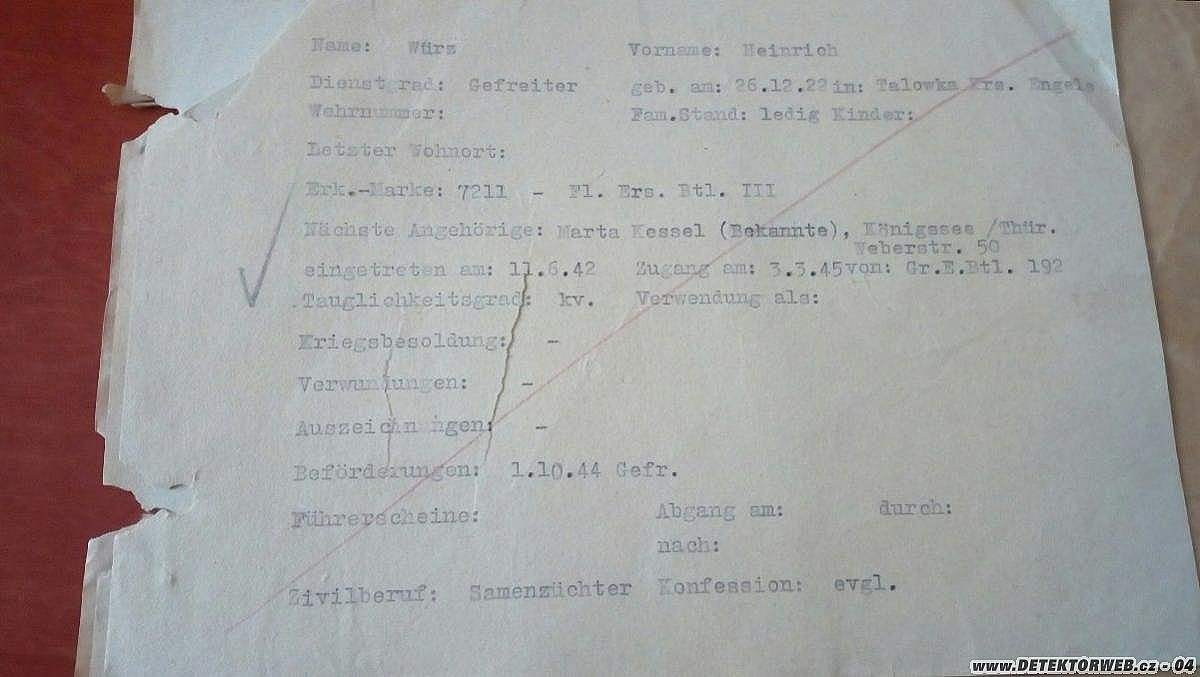 Name: Würz Vorname: Heinrich
Dienstgrad: Gefreiter geb. am: 26.12.22 in: Talowka Krs. Engels
Wehrnummer: Fam.Stand: ledig Kinder:
Letzter Wohnort:
Erk.-Marke: 7211 - Fl. Ers. Btl. III
Nächste Angehörige: Marta Kessel (Bekannte), Königssee /Thür.
Weberstr. 50
eingetreten am: 11.6.42 Zugang am: 3.3.45 von: Gr.E.Btl. 192
Tauglichkeitsgrad: kv. Verwendung als:
Kriegsbesoldung: -
Verwundungen: -
Auszeichnungen: -
Beförderungen: 1.10.44 Gefr.
Führerscheine: Abgang am: durch:
nach:
Zivilberuf: Samenzüchter Konfession: evgl.
www.DETEKTORWEB.cz - 04